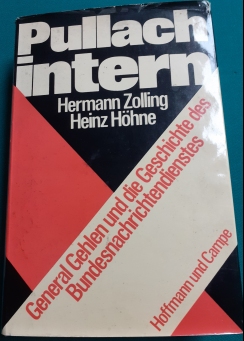 Pullach
intern
Hermann Zolling
Heinz Höhne
General Gehlen und die Geschichte des
Bundesnachrichtendienstes
Hoffmann und Campe